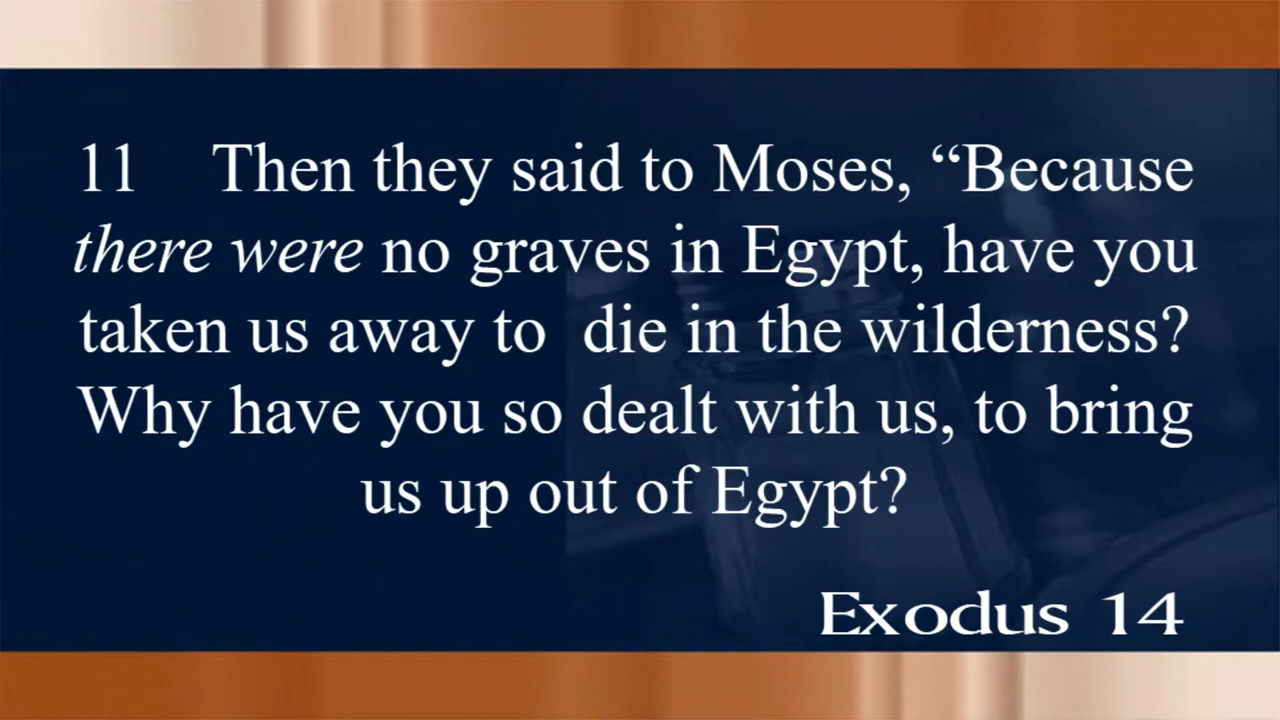 11 Then they said to Moses, “Because
there were no graves in Egypt, have you
taken us away to  die in the wilderness?
Why have you so dealt with us, to bring
us up out of Egypt?
Exodus 14